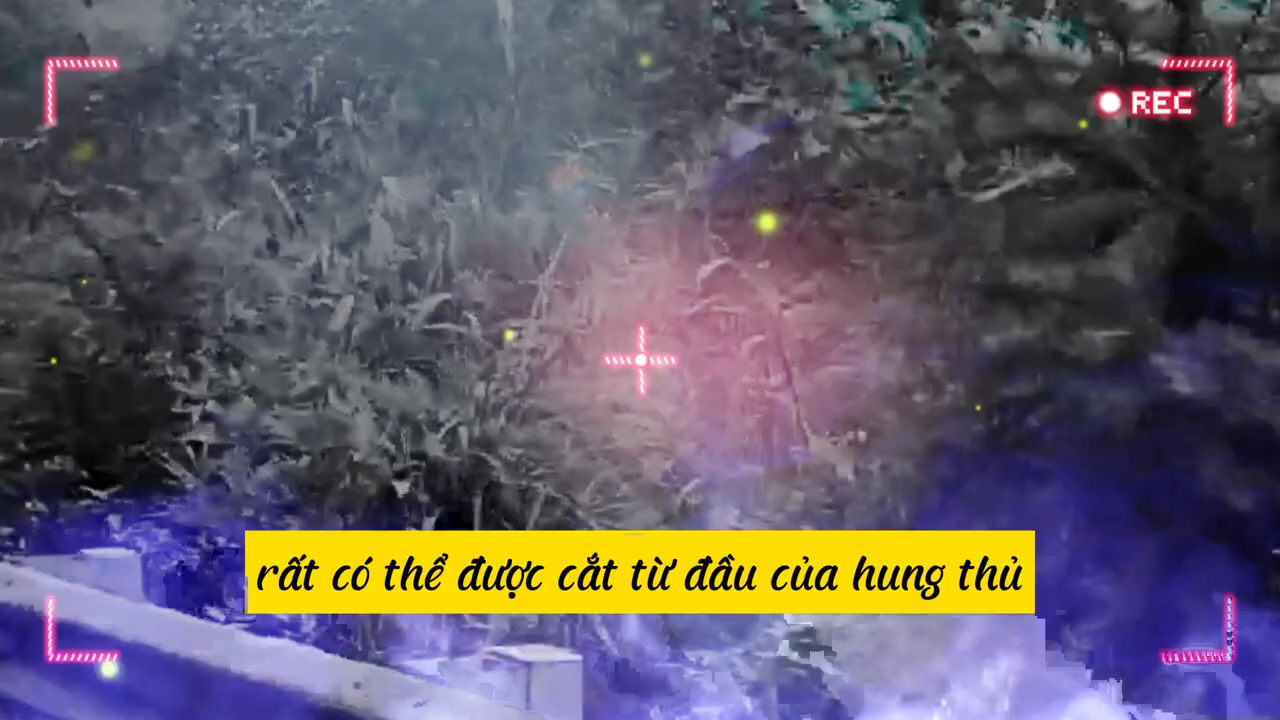 REC
rất có thể được cắt từ đầu của hung thủ